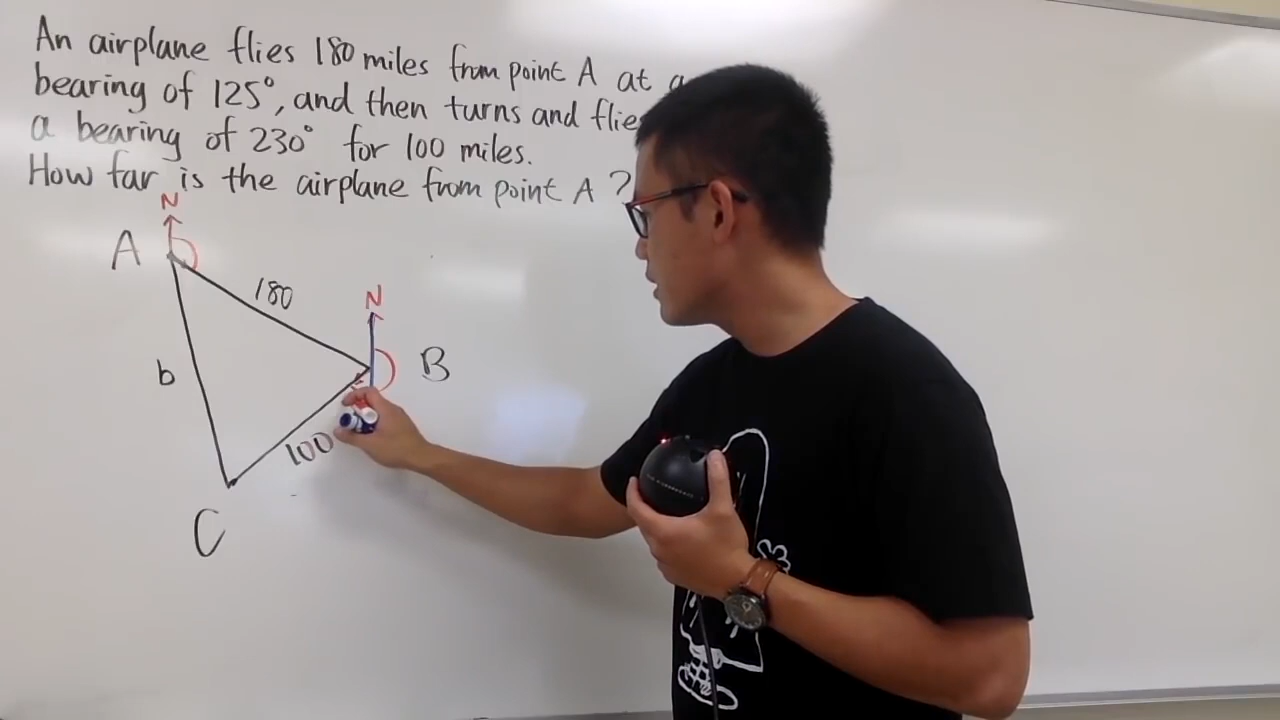 An airplane flies 180 miles from point A at a
bearing of 125°, and then turns and flies
a bearing of 230° for 100 miles.
How far is the airplane from point A?
N
A
180
N
B
b
100
C